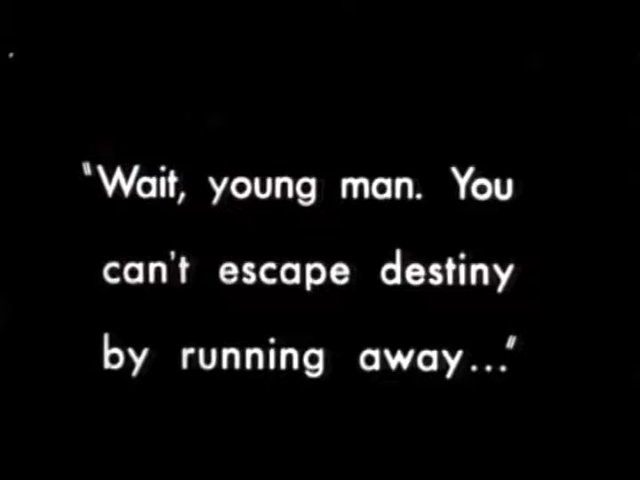 "Wait, young man. You
can't escape destiny
by running away..."